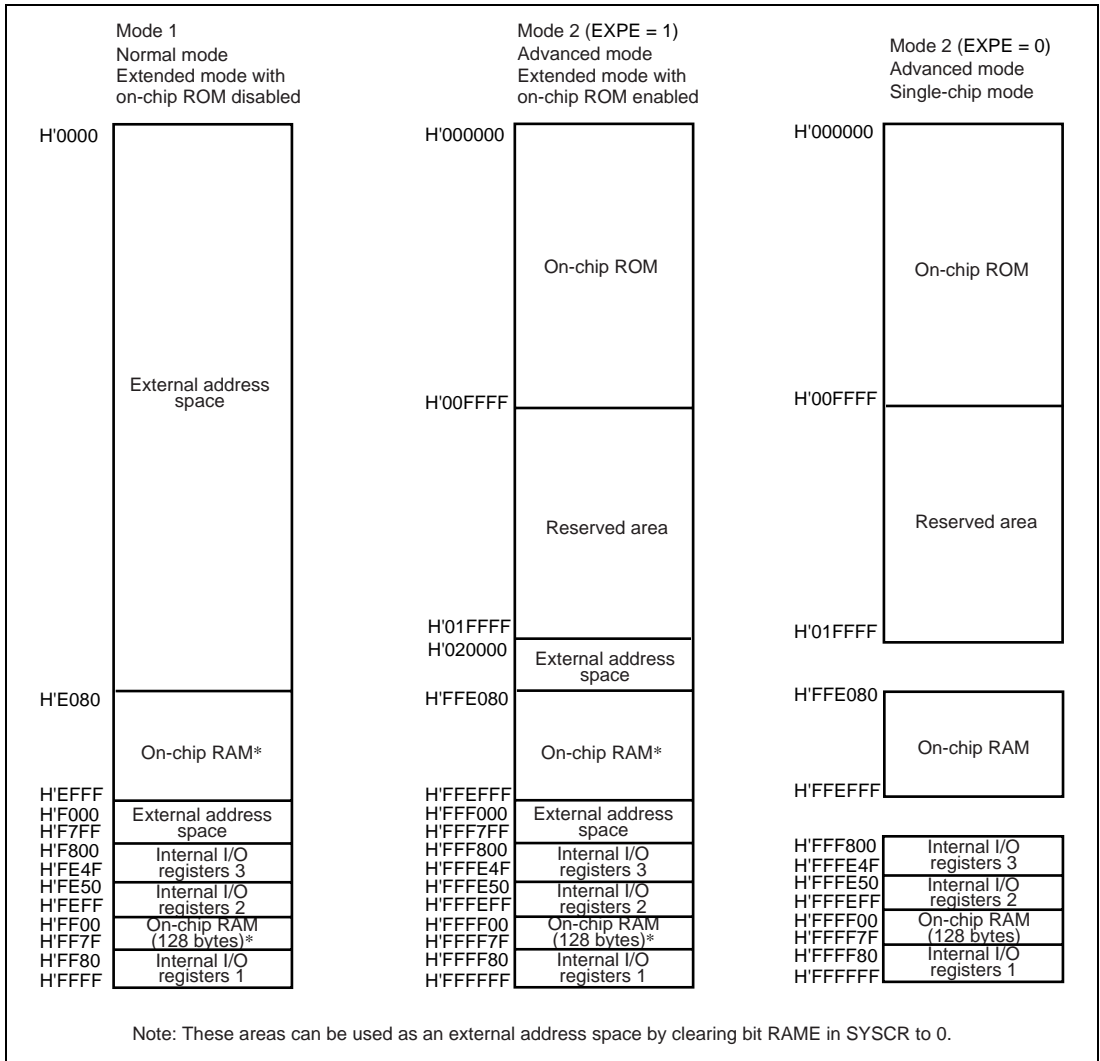 Mode 1
Normal mode
Extended mode with
on-chip ROM disabled
H'0000
External address
space
H'E080
On-chip RAM*
H'EFFF
H'F000
External address
space
H'F7FF
H'F800
Internal I/O
registers 3
H'FE4F
H'FE50
Internal I/O
registers 2
H'FEFF
H'FF00
On-chip RAM
(128 bytes)*
H'FF7F
H'FF80
Internal I/O
registers 1
H'FFFF
Mode 2 (EXPE = 1)
Advanced mode
Extended mode with
on-chip ROM enabled
H'000000
On-chip ROM
H'00FFFF
Reserved area
H'01FFFF
H'020000
External address
space
H'FFE080
On-chip RAM*
H'FFEFFF
H'FFF000
External address
space
H'FFF7FF
H'FFF800
Internal I/O
registers 3
H'FFFE4F
H'FFFE50
Internal I/O
registers 2
H'FFFEFF
H'FFFF00
On-chip RAM
(128 bytes)*
H'FFFF7F
H'FFFF80
Internal I/O
registers 1
H'FFFFFF
Mode 2 (EXPE = 0)
Advanced mode
Single-chip mode
H'000000
On-chip ROM
H'00FFFF
Reserved area
H'01FFFF
H'FFE080
On-chip RAM
H'FFEFFF
H'FFF800
Internal I/O
registers 3
H'FFFE4F
H'FFFE50
Internal I/O
registers 2
H'FFFEFF
H'FFFF00
On-chip RAM
(128 bytes)
H'FFFF7F
H'FFFF80
Internal I/O
registers 1
H'FFFFFF
Note: These areas can be used as an external address space by clearing bit RAME in SYSCR to 0.